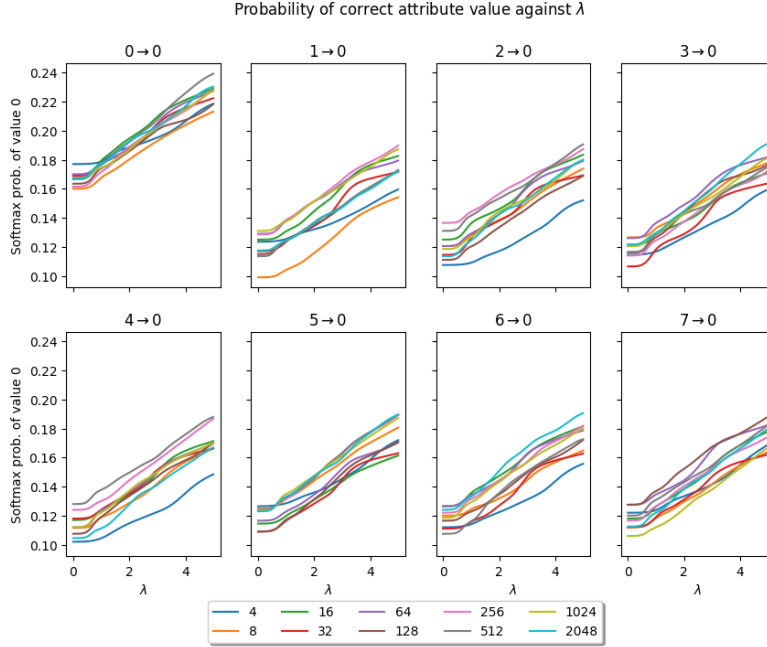 Probability of correct attribute value against λ
0→0 1→0 2→0 3→0
Softmax prob. of value 0
0.24
0.22
0.20
0.18
0.16
0.14
0.12
0.10
4→0 5→0 6→0 7→0
Softmax prob. of value 0
0.24
0.22
0.20
0.18
0.16
0.14
0.12
0.10
0 2 4 0 2 4 0 2 4 0 2 4
λ λ λ λ
4 16 64 256 1024
8 32 128 512 2048